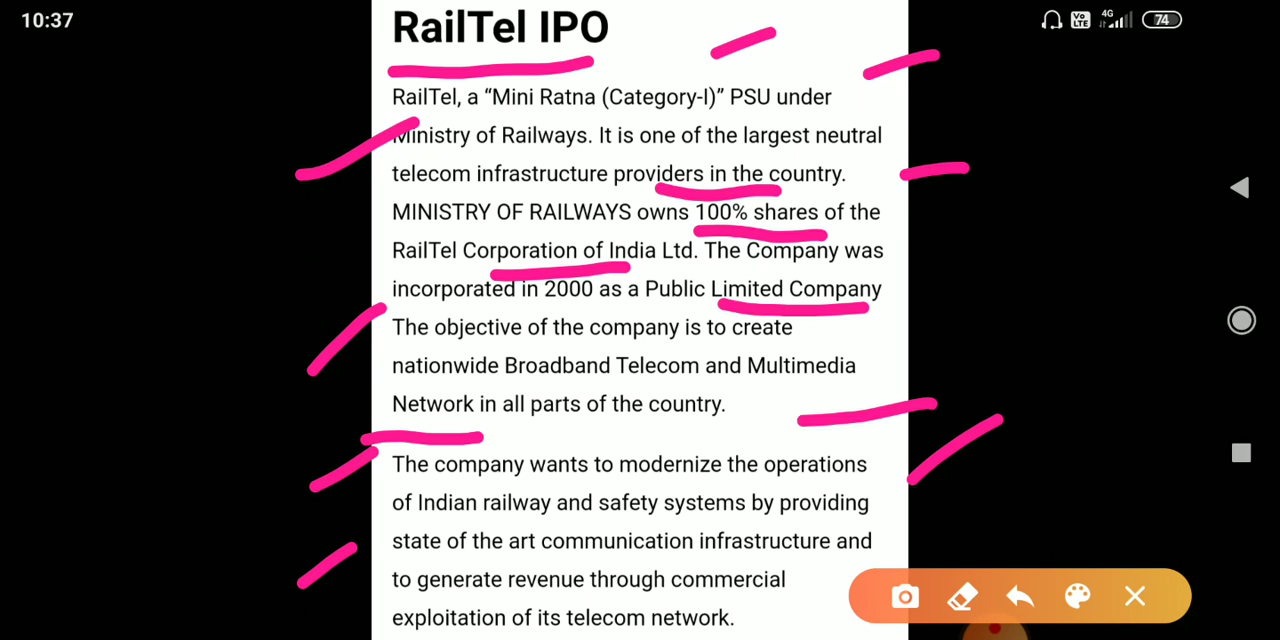 10:37
Vo LTE 4G 74
RailTel IPO
RailTel, a “Mini Ratna (Category-I)” PSU under
Ministry of Railways. It is one of the largest neutral
telecom infrastructure providers in the country.
MINISTRY OF RAILWAYS owns 100% shares of the
RailTel Corporation of India Ltd. The Company was
incorporated in 2000 as a Public Limited Company
The objective of the company is to create
nationwide Broadband Telecom and Multimedia
Network in all parts of the country.
The company wants to modernize the operations
of Indian railway and safety systems by providing
state of the art communication infrastructure and
to generate revenue through commercial
exploitation of its telecom network.